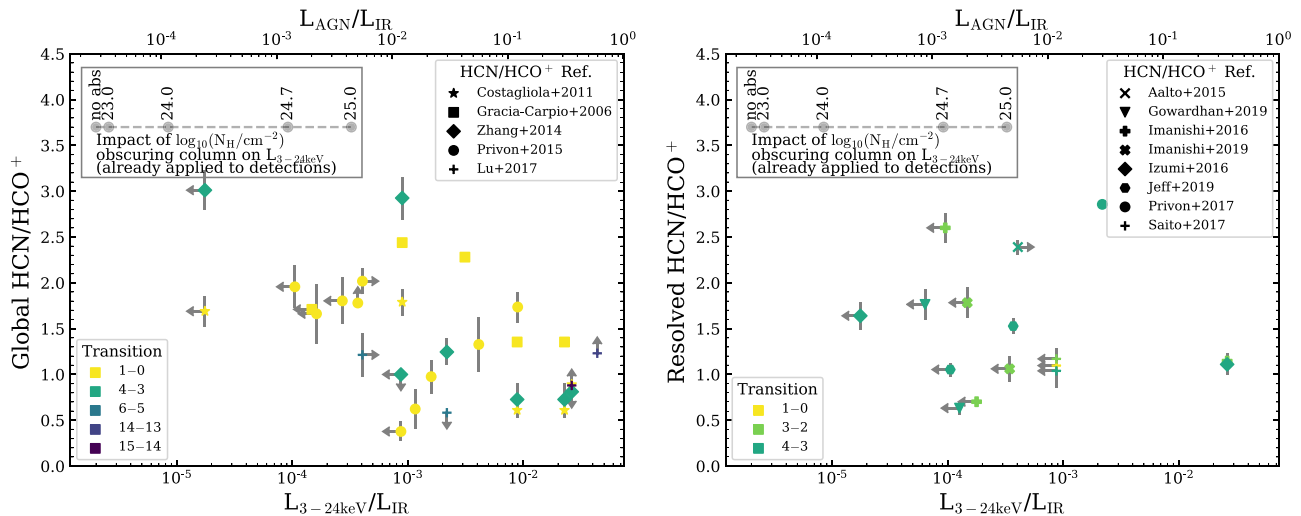 L_AGN/L_IR
10⁻⁴ 10⁻³ 10⁻² 10⁻¹ 10⁰
4.5
4.0
3.5
3.0
2.5
2.0
1.5
1.0
0.5
0.0
Global HCN/HCO⁺
no abs
23.0
24.0
24.7
25.0
Impact of log₁₀(N_H/cm⁻²)
obscuring column on L_3−24keV
(already applied to detections)
HCN/HCO⁺ Ref.
Costagliola+2011
Gracia-Carpio+2006
Zhang+2014
Privon+2015
Lu+2017
Transition
1−0
4−3
6−5
14−13
15−14
10⁻⁵ 10⁻⁴ 10⁻³ 10⁻²
L_3−24keV/L_IR
L_AGN/L_IR
10⁻⁴ 10⁻³ 10⁻² 10⁻¹ 10⁰
4.5
4.0
3.5
3.0
2.5
2.0
1.5
1.0
0.5
0.0
Resolved HCN/HCO⁺
no abs
23.0
24.0
24.7
25.0
Impact of log₁₀(N_H/cm⁻²)
obscuring column on L_3−24keV
(already applied to detections)
HCN/HCO⁺ Ref.
Aalto+2015
Gowardhan+2019
Imanishi+2016
Imanishi+2019
Izumi+2016
Jeff+2019
Privon+2017
Saito+2017
Transition
1−0
3−2
4−3
10⁻⁵ 10⁻⁴ 10⁻³ 10⁻²
L_3−24keV/L_IR